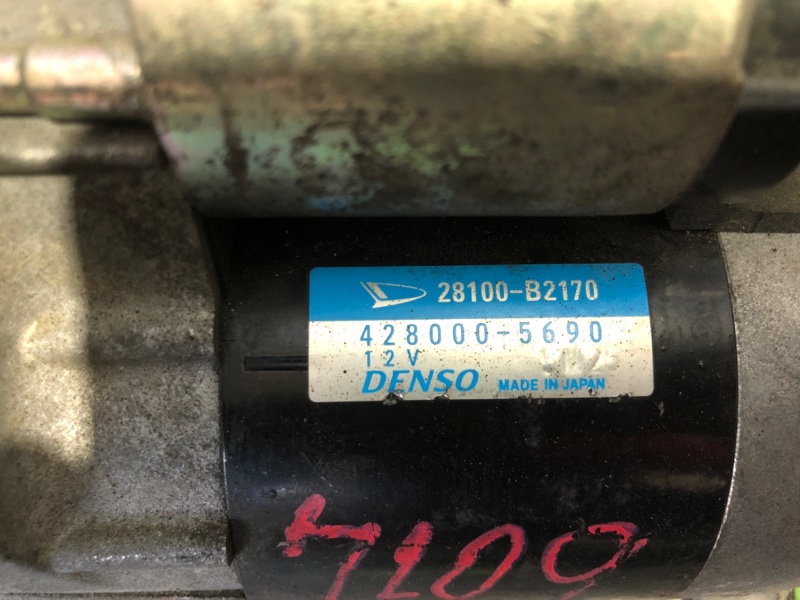 28100-B2170
428000-5690
12V
DENSO MADE IN JAPAN